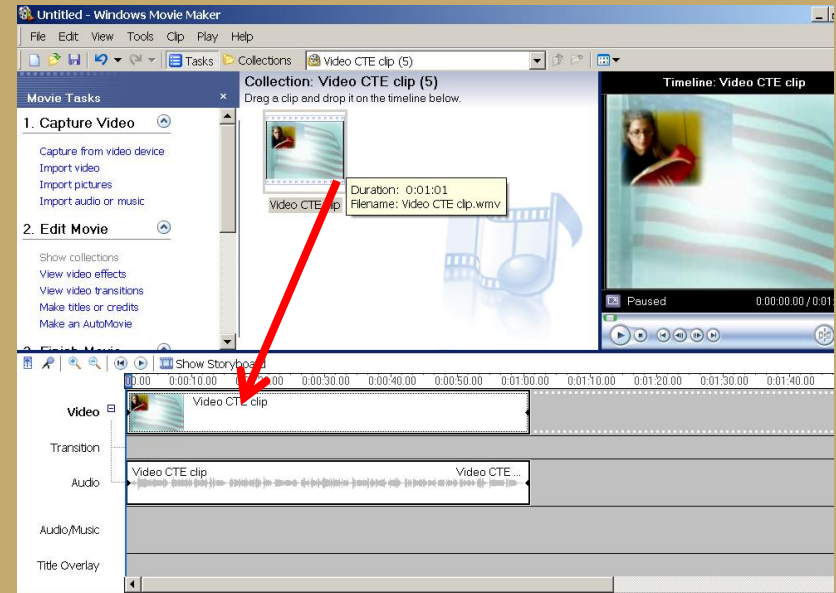 Untitled - Windows Movie Maker
File Edit View Tools Clip Play Help
Tasks Collections Video CTE clip (5)
Movie Tasks ×
1. Capture Video
Capture from video device
Import video
Import pictures
Import audio or music
2. Edit Movie
Show collections
View video effects
View video transitions
Make titles or credits
Make an AutoMovie
Collection: Video CTE clip (5)
Drag a clip and drop it on the timeline below.
Video CTE clip
Duration: 0:01:01
Filename: Video CTE clip.wmv
Timeline: Video CTE clip
Paused 0:00:00.00 / 0:01:
Show Storyboard
0:00:10.00 0:00:30.00 0:00:40.00 0:00:50.00 0:01:00.00 0:01:10.00 0:01:20.00 0:01:30.00 0:01:40.00
Video Video CTE clip
Transition
Audio Video CTE clip Video CTE ...
Audio/Music
Title Overlay